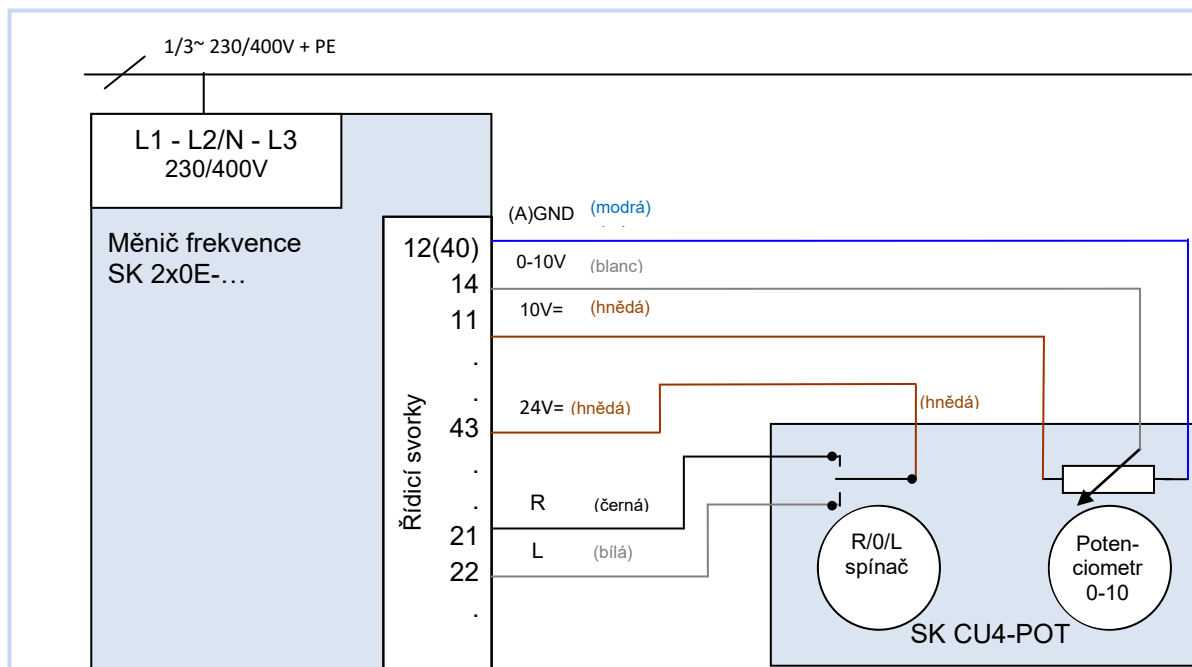 1/3~ 230/400V + PE
L1 - L2/N - L3
230/400V
Měnič frekvence
SK 2x0E-…
Řídicí svorky
12(40)
14
11
.
.
43
.
.
21
22
.
(A)GND (modrá)
0-10V (blanc)
10V= (hnědá)
24V= (hnědá)
(hnědá)
R (černá)
L (bílá)
R/0/L
spínač
Poten-
ciometr
0-10
SK CU4-POT